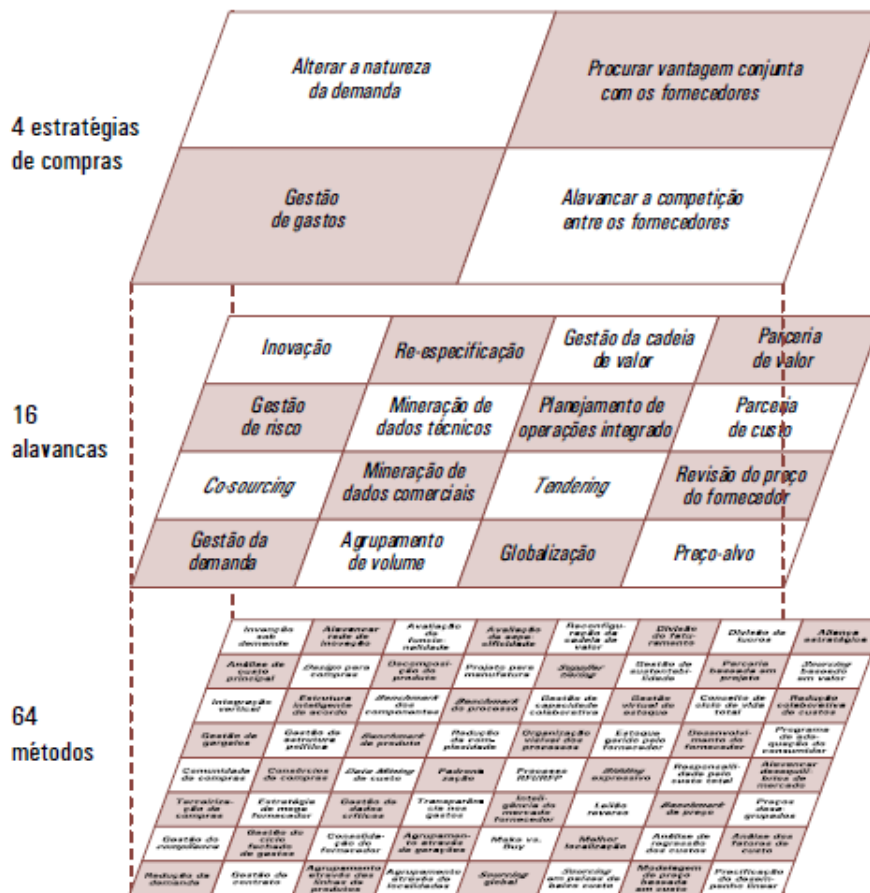 4 estratégias
de compras
Alterar a natureza
da demanda
Procurar vantagem conjunta
com os fornecedores
Gestão
de gastos
Alavancar a competição
entre os fornecedores
16
alavancas
Inovação
Re-especificação
Gestão da cadeia
de valor
Parceria
de valor
Gestão
de risco
Mineração de
dados técnicos
Planejamento de
operações integrado
Parceria
de custo
Co-sourcing
Mineração de
dados comerciais
Tendering
Revisão do preço
do fornecedor
Gestão da
demanda
Agrupamento
de volume
Globalização
Preço-alvo
64
métodos
Invenção
sob
demanda
Alavancar
rede de
inovação
Avaliação
de funcio-
nalidade
Avaliação
da espe-
cificidade
Reconfigu-
ração da
cadeia de
valor
Divisão
do fatu-
ramento
Divisão de
lucros
Aliança
estratégica
Análise de
custo
principal
Design para
compras
Decomposi-
ção do
produto
Projeto para
manufatura
Supplier
tiering
Gestão de
sustentabi-
lidade
Parceria
baseada em
projeto
Sourcing
baseado em
valor
Integração
vertical
Estrutura
inteligente
de acordo
Benchmark
dos
componentes
Benchmark
do processo
Gestão de
capacidade
colaborativa
Gestão
virtual do
estoque
Conceito de
ciclo de vida
total
Redução
colaborativa
de custos
Gestão de
gargalos
Gestão da
estrutura
política
Benchmark
de produto
Redução
da com-
plexidade
Organização
virtual dos
processos
Estoque
gerido pelo
fornecedor
Desenvolvi-
mento do
fornecedor
Programa
de ade-
quação do
consumidor
Comunidade
de compras
Consórcios
de compras
Data Mining
de custo
Padroni-
zação
Processo
RFI/RFP
Bidding
expressivo
Responsabi-
lidade pelo
custo total
Alavancar
desequilí-
brios de
mercado
Terceiriza-
ção de
compras
Estratégia
de mega
fornecedor
Gestão de
dados
críticos
Transparên-
cia nos
gastos
Inteli-
gência do
mercado
fornecedor
Leilão
reverso
Benchmark
de preço
Preços
desa-
grupados
Gestão do
compliance
Gestão do
ciclo
fechado
de gastos
Consolida-
ção do
fornecedor
Agrupamen-
to através
de gerações
Make vs.
Buy
Melhor
localização
Análise de
regressão
dos custos
Análise dos
fatores de
custo
Redução da
demanda
Gestão de
contrato
Agrupamento
através das
linhas de
produtos
Agrupamento
através de
localidades
Sourcing
global
Sourcing
em países de
baixo custo
Modelagem
de preço
baseada
em custo
Precificação
do desem-
penho linear